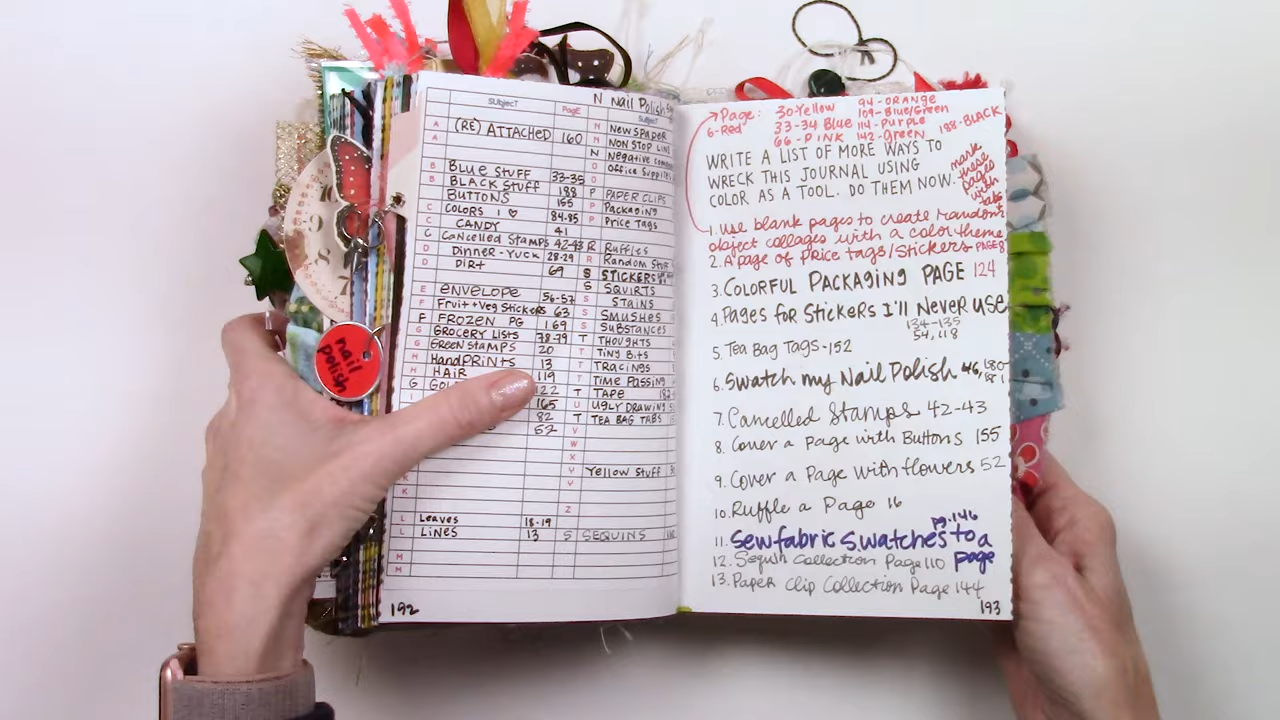 nail
polish
SUBJECT PAGE
N Nail Polish
SUBJECT
A (RE) ATTACHED 160 N NEWSPAPER
A N NON STOP LINE
N Negative
B BLUE STUFF 33-35 O OFFICE SUPPLIES
B BLACK STUFF 188 O
BUTTONS 155 P PAPER CLIPS
C COLORS I ♡ 84-85 P PACKAGING
C CANDY 41 P Price Tags
C Cancelled Stamps 42-43 R Ruffles
D Dinner-Yuck 28-29 R Random Stuff
D DIRT 69 S STICKERS
S SQUIRTS
E ENVELOPE 56-57 S STAINS
F Fruit + Veg Stickers 63 S SMUSHES
F FROZEN PG 169 S SUBSTANCES
G GROCERY LISTS 78-79 T THOUGHTS
G GREEN STAMPS 20 T TINY BITS
H HANDPRINTS 13 T TRACINGS
H HAIR 119 T TIME PASSING
G 122 T TAPE 182
I 165 U UGLY DRAWING
82 T TEA BAG TABS
52 V
W
K X
Y Yellow Stuff
K V
Z
L Leaves 18-19
L LINES 13 S SEQUINS
M
M
192
→Page: 30-Yellow 94-ORANGE
6-Red 33-34 Blue 109-Blue/Green
66-PINK 114-Purple
142-Green 188-BLACK
WRITE A LIST OF MORE WAYS TO
WRECK THIS JOURNAL USING
COLOR AS A TOOL. DO THEM NOW.
mark
these
pages
with
tabs
1. use blank pages to create random
object collages with a color theme
2. A page of price tags/stickers PAGE 8
3. COLORFUL PACKAGING PAGE 124
4. Pages for Stickers I'll Never use
134-135
54, 118
5. Tea Bag Tags-152
6. Swatch my Nail Polish 46, 180-181
7. Cancelled Stamps 42-43
8. Cover a Page with Buttons 155
9. Cover a Page with flowers 52
10. Ruffle a Page 16
pg. 146
11. Sew fabric swatches to a
page
12. Sequin Collection Page 110
13. Paper Clip Collection Page 144
193